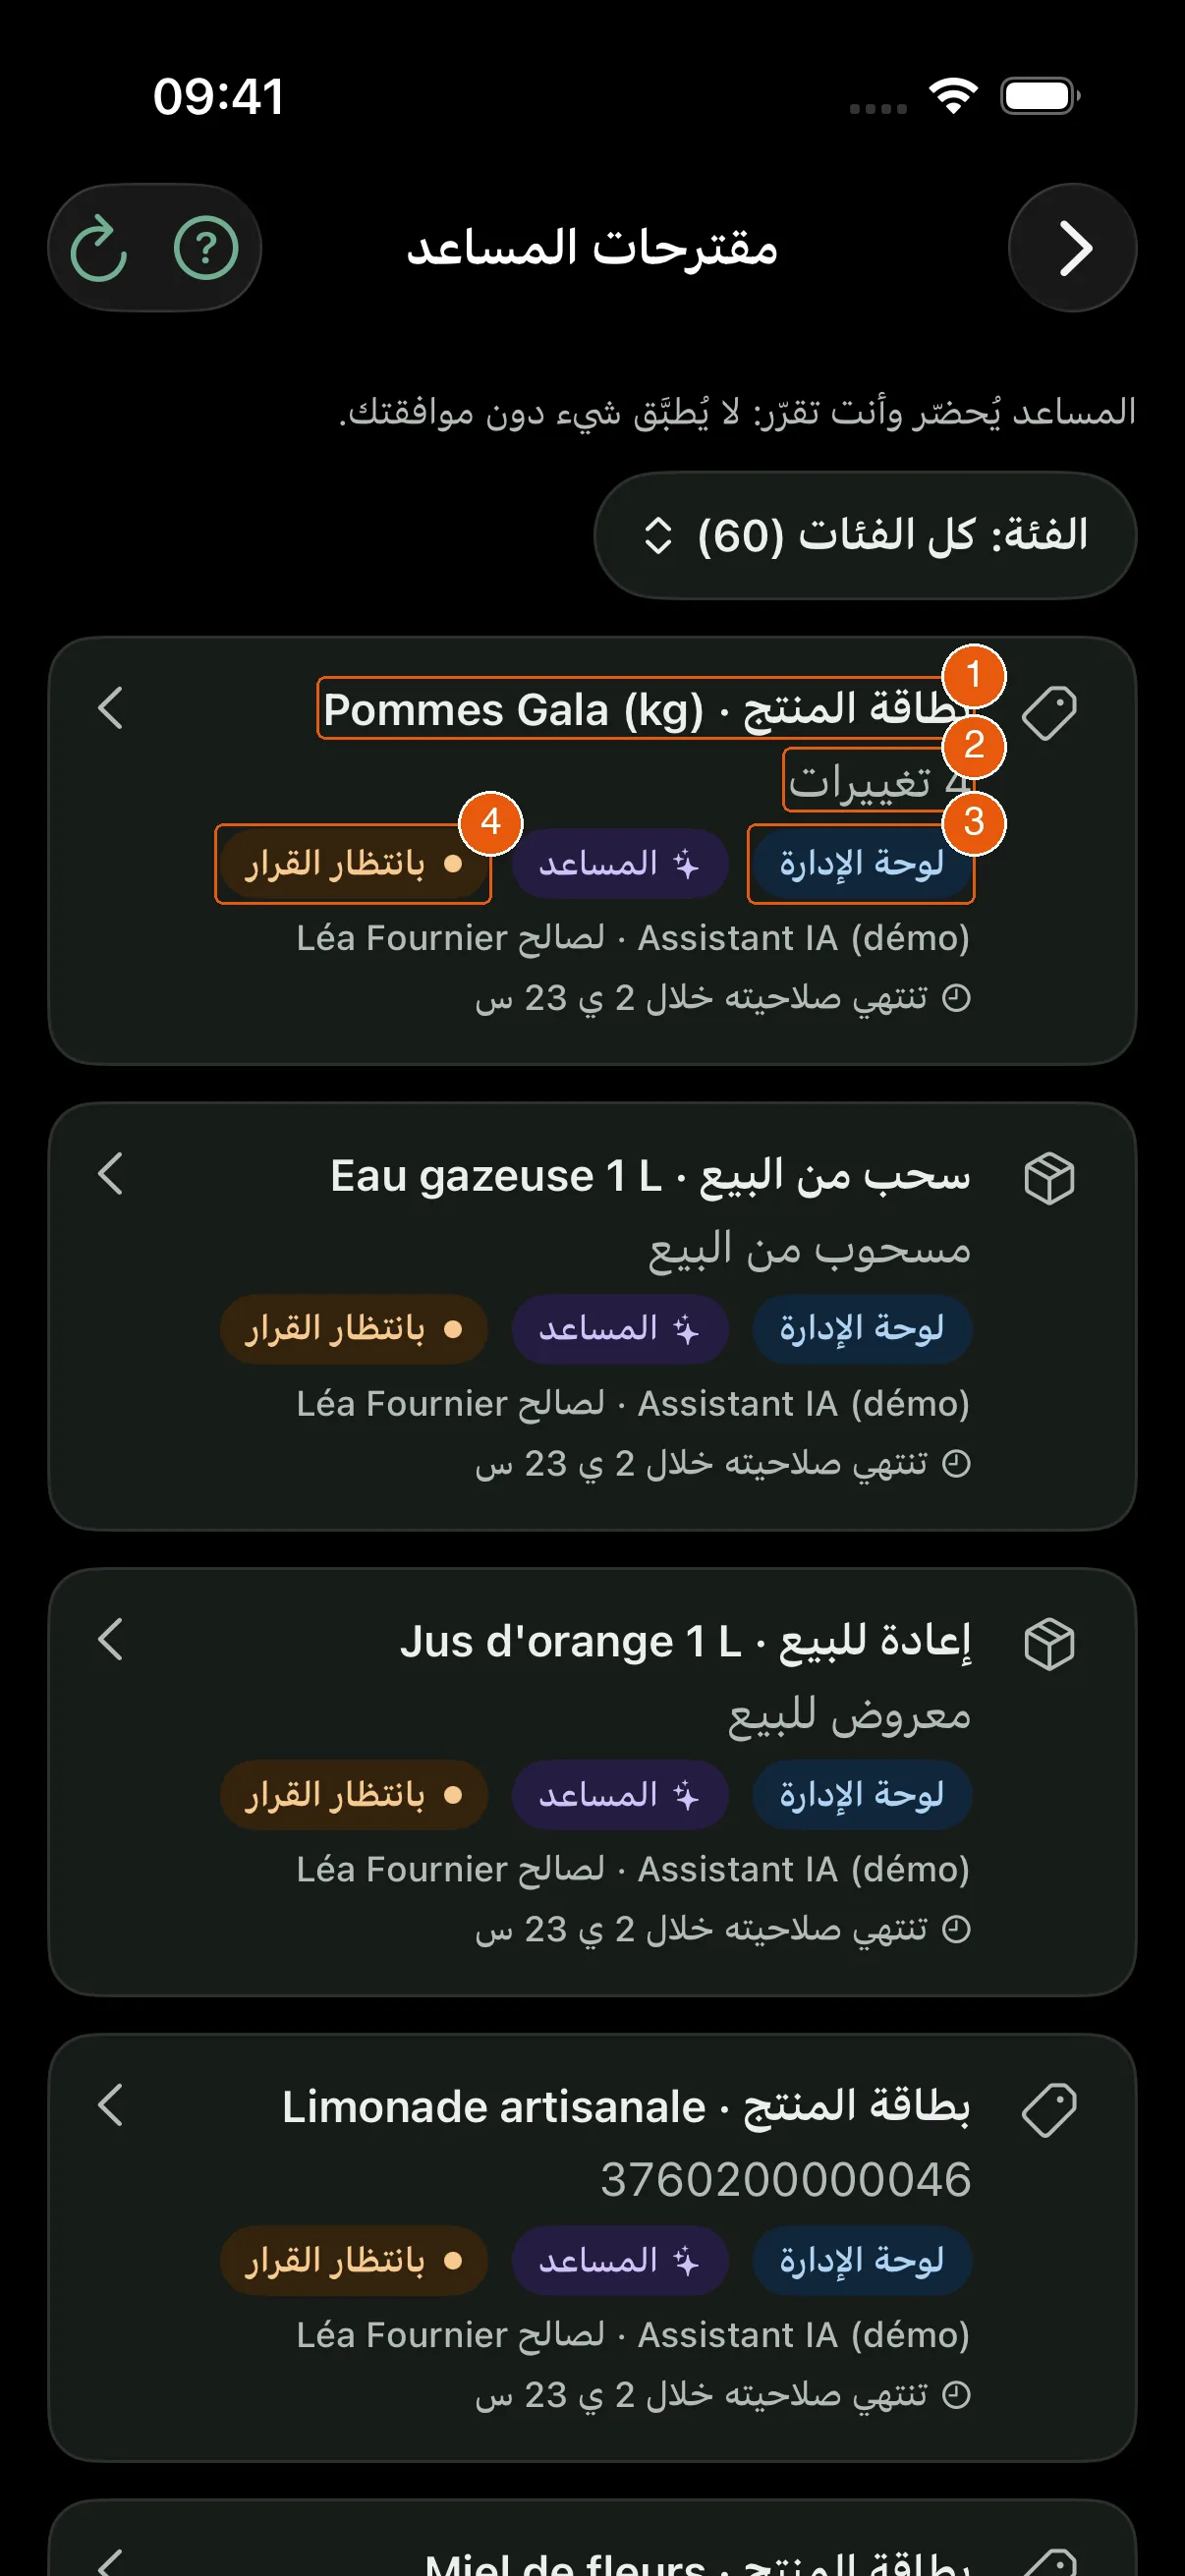 09:41
مقترحات المساعد
المساعد يُحضّر وأنت تقرّر: لا يُطبَّق شيء دون موافقتك.
الفئة: كل الفئات (60)
1
بطاقة المنتج · Pommes Gala (kg)
2
4 تغييرات
3
4
لوحة الإدارة المساعد بانتظار القرار
Assistant IA (démo) · لصالح Léa Fournier
تنتهي صلاحيته خلال 2 ي 23 س
سحب من البيع · Eau gazeuse 1 L
مسحوب من البيع
لوحة الإدارة المساعد بانتظار القرار
Assistant IA (démo) · لصالح Léa Fournier
تنتهي صلاحيته خلال 2 ي 23 س
إعادة للبيع · Jus d'orange 1 L
معروض للبيع
لوحة الإدارة المساعد بانتظار القرار
Assistant IA (démo) · لصالح Léa Fournier
تنتهي صلاحيته خلال 2 ي 23 س
بطاقة المنتج · Limonade artisanale
3760200000046
لوحة الإدارة المساعد بانتظار القرار
Assistant IA (démo) · لصالح Léa Fournier
تنتهي صلاحيته خلال 2 ي 23 س
بطاقة المنتج · Miel de fleurs